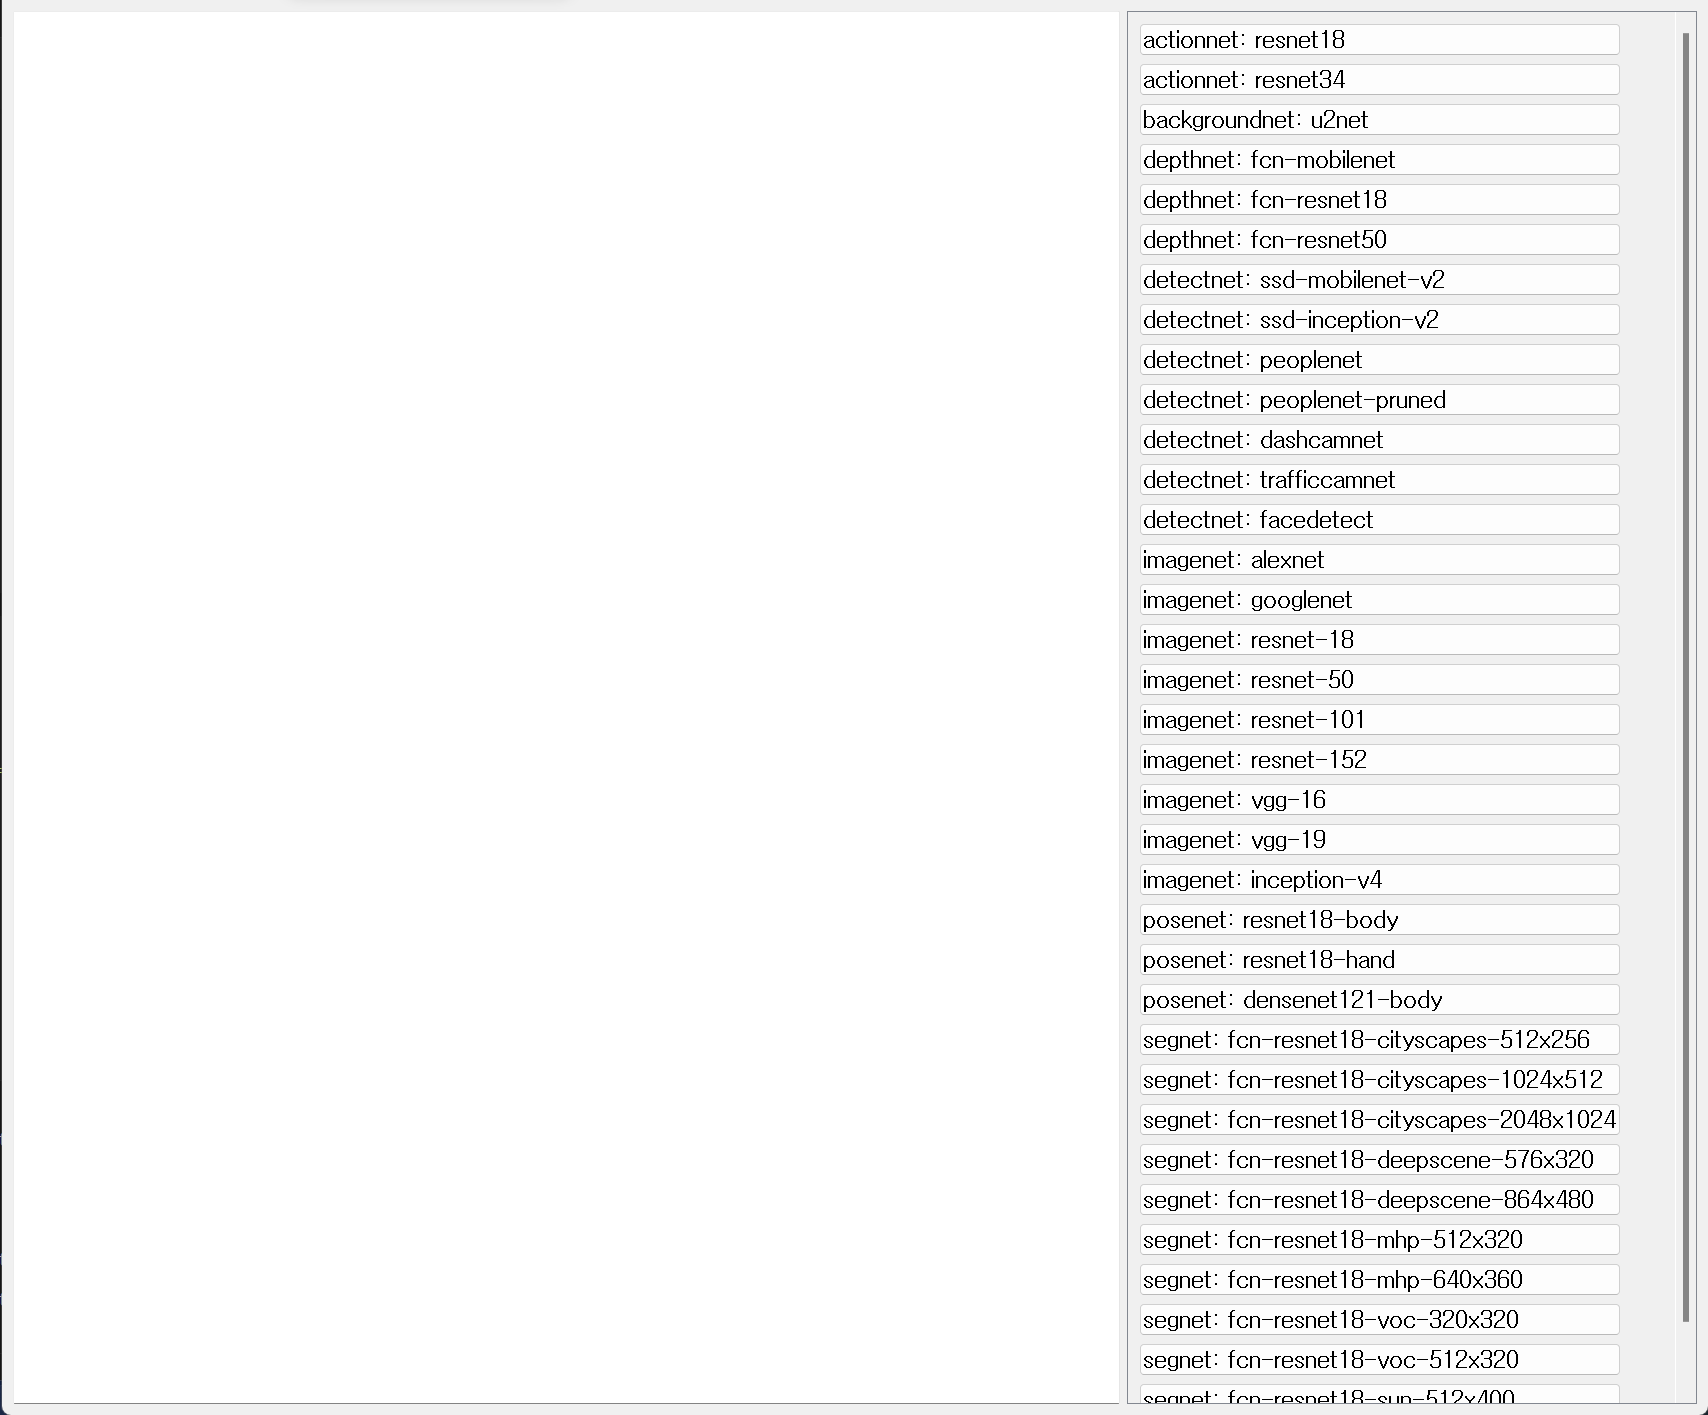 actionnet: resnet18
actionnet: resnet34
backgroundnet: u2net
depthnet: fcn-mobilenet
depthnet: fcn-resnet18
depthnet: fcn-resnet50
detectnet: ssd-mobilenet-v2
detectnet: ssd-inception-v2
detectnet: peoplenet
detectnet: peoplenet-pruned
detectnet: dashcamnet
detectnet: trafficcamnet
detectnet: facedetect
imagenet: alexnet
imagenet: googlenet
imagenet: resnet-18
imagenet: resnet-50
imagenet: resnet-101
imagenet: resnet-152
imagenet: vgg-16
imagenet: vgg-19
imagenet: inception-v4
posenet: resnet18-body
posenet: resnet18-hand
posenet: densenet121-body
segnet: fcn-resnet18-cityscapes-512x256
segnet: fcn-resnet18-cityscapes-1024x512
segnet: fcn-resnet18-cityscapes-2048x1024
segnet: fcn-resnet18-deepscene-576x320
segnet: fcn-resnet18-deepscene-864x480
segnet: fcn-resnet18-mhp-512x320
segnet: fcn-resnet18-mhp-640x360
segnet: fcn-resnet18-voc-320x320
segnet: fcn-resnet18-voc-512x320
segnet: fcn-resnet18-sun-512x400